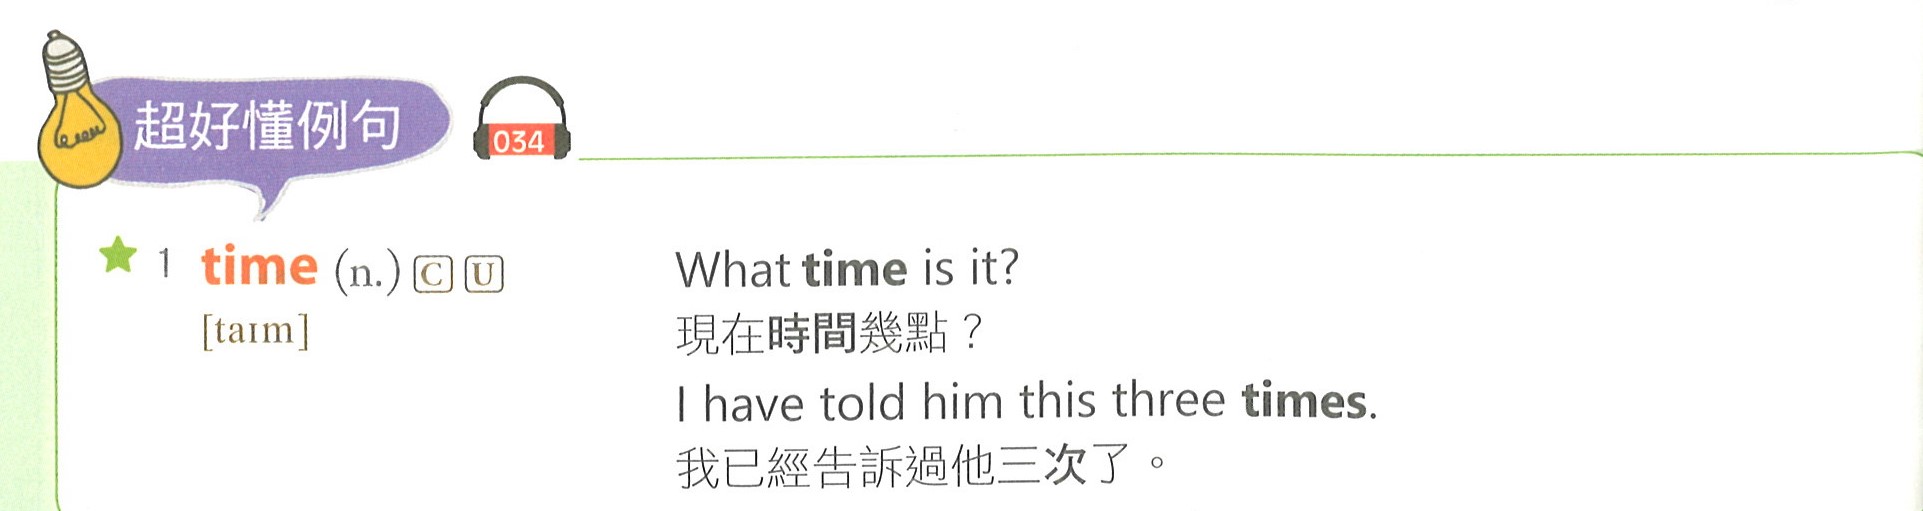 超好懂例句
034
1 time (n.) C U
[taɪm]
What time is it?
現在時間幾點？
I have told him this three times.
我已經告訴過他三次了。